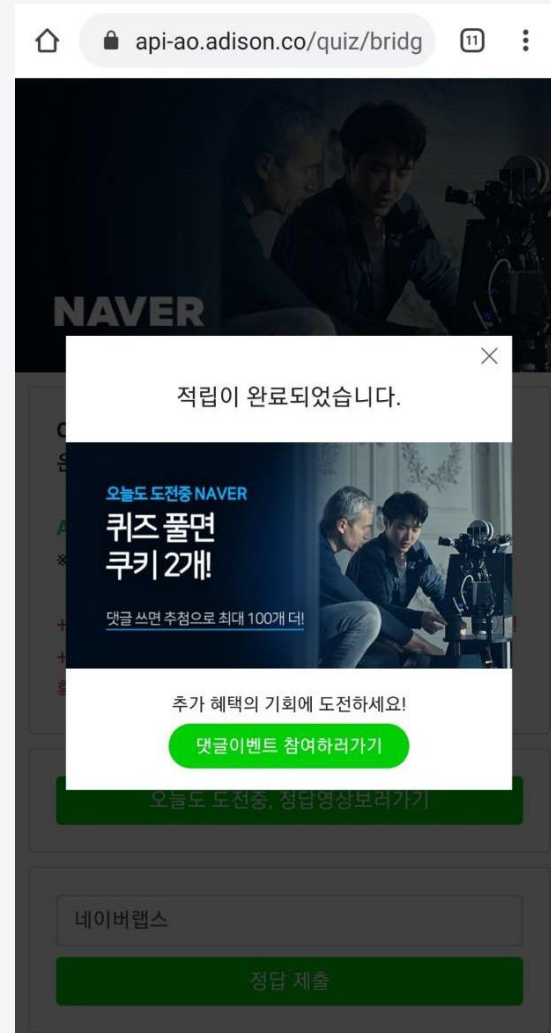 api-ao.adison.co/quiz/bridg
11
NAVER
적립이 완료되었습니다.
오늘도 도전중 NAVER
퀴즈 풀면
쿠키 2개!
댓글 쓰면 추첨으로 최대 100개 더!
추가 혜택의 기회에 도전하세요!
댓글이벤트 참여하러가기
오늘도 도전중, 정답영상보러가기
네이버랩스
정답 제출